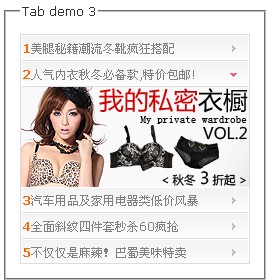 Tab demo 3
1美腿秘籍潮流冬靴疯狂搭配
2人气内衣秋冬必备款,特价包邮!
我的私密衣橱
My private wardrobe
VOL.2
< 秋冬 3 折起 >
3汽车用品及家用电器类低价风暴
4全面斜纹四件套秒杀60疯抢
5不仅仅是麻辣! 巴蜀美味特卖